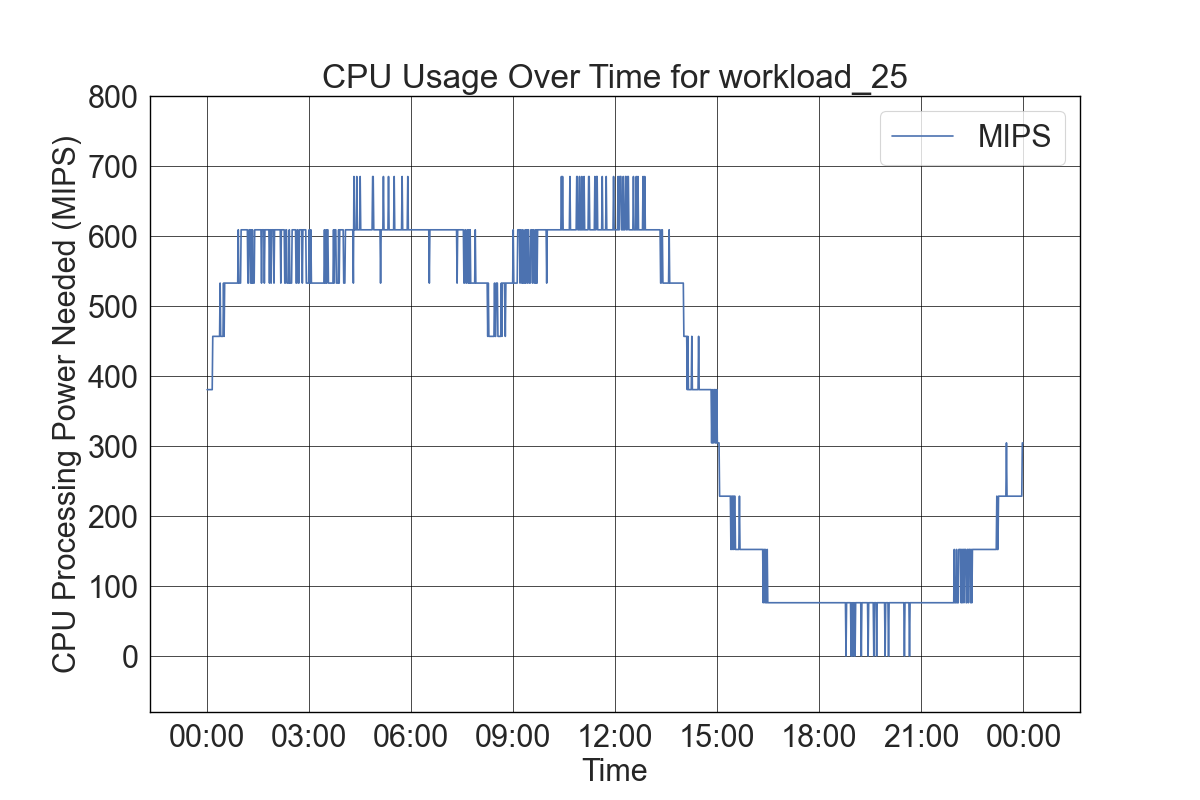 CPU Usage Over Time for workload_25
MIPS
CPU Processing Power Needed (MIPS)
800
700
600
500
400
300
200
100
0
00:00 03:00 06:00 09:00 12:00 15:00 18:00 21:00 00:00
Time